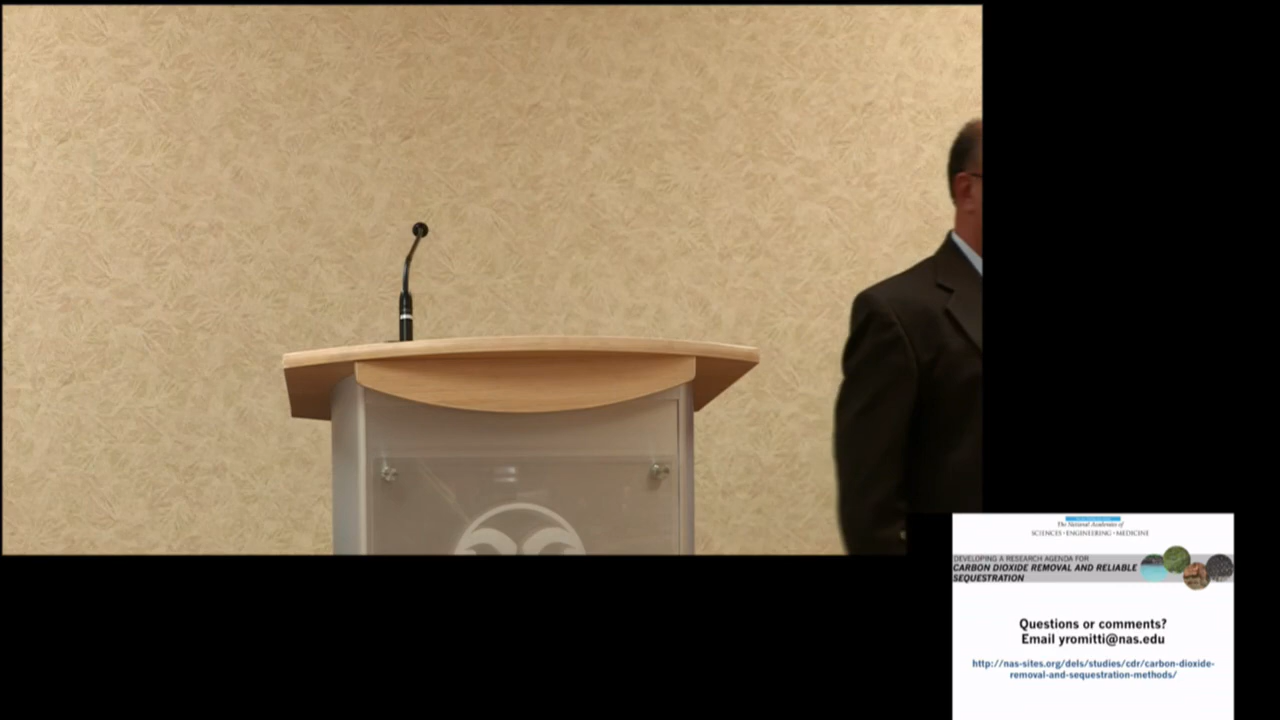 The National Academies of
SCIENCES • ENGINEERING • MEDICINE
DEVELOPING A RESEARCH AGENDA FOR
CARBON DIOXIDE REMOVAL AND RELIABLE
SEQUESTRATION
Questions or comments?
Email yromitti@nas.edu
http://nas-sites.org/dels/studies/cdr/carbon-dioxide-
removal-and-sequestration-methods/